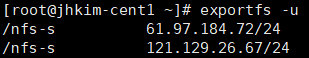 [root@jhkim-cent1 ~]# exportfs -u
/nfs-s          61.97.184.72/24
/nfs-s          121.129.26.67/24